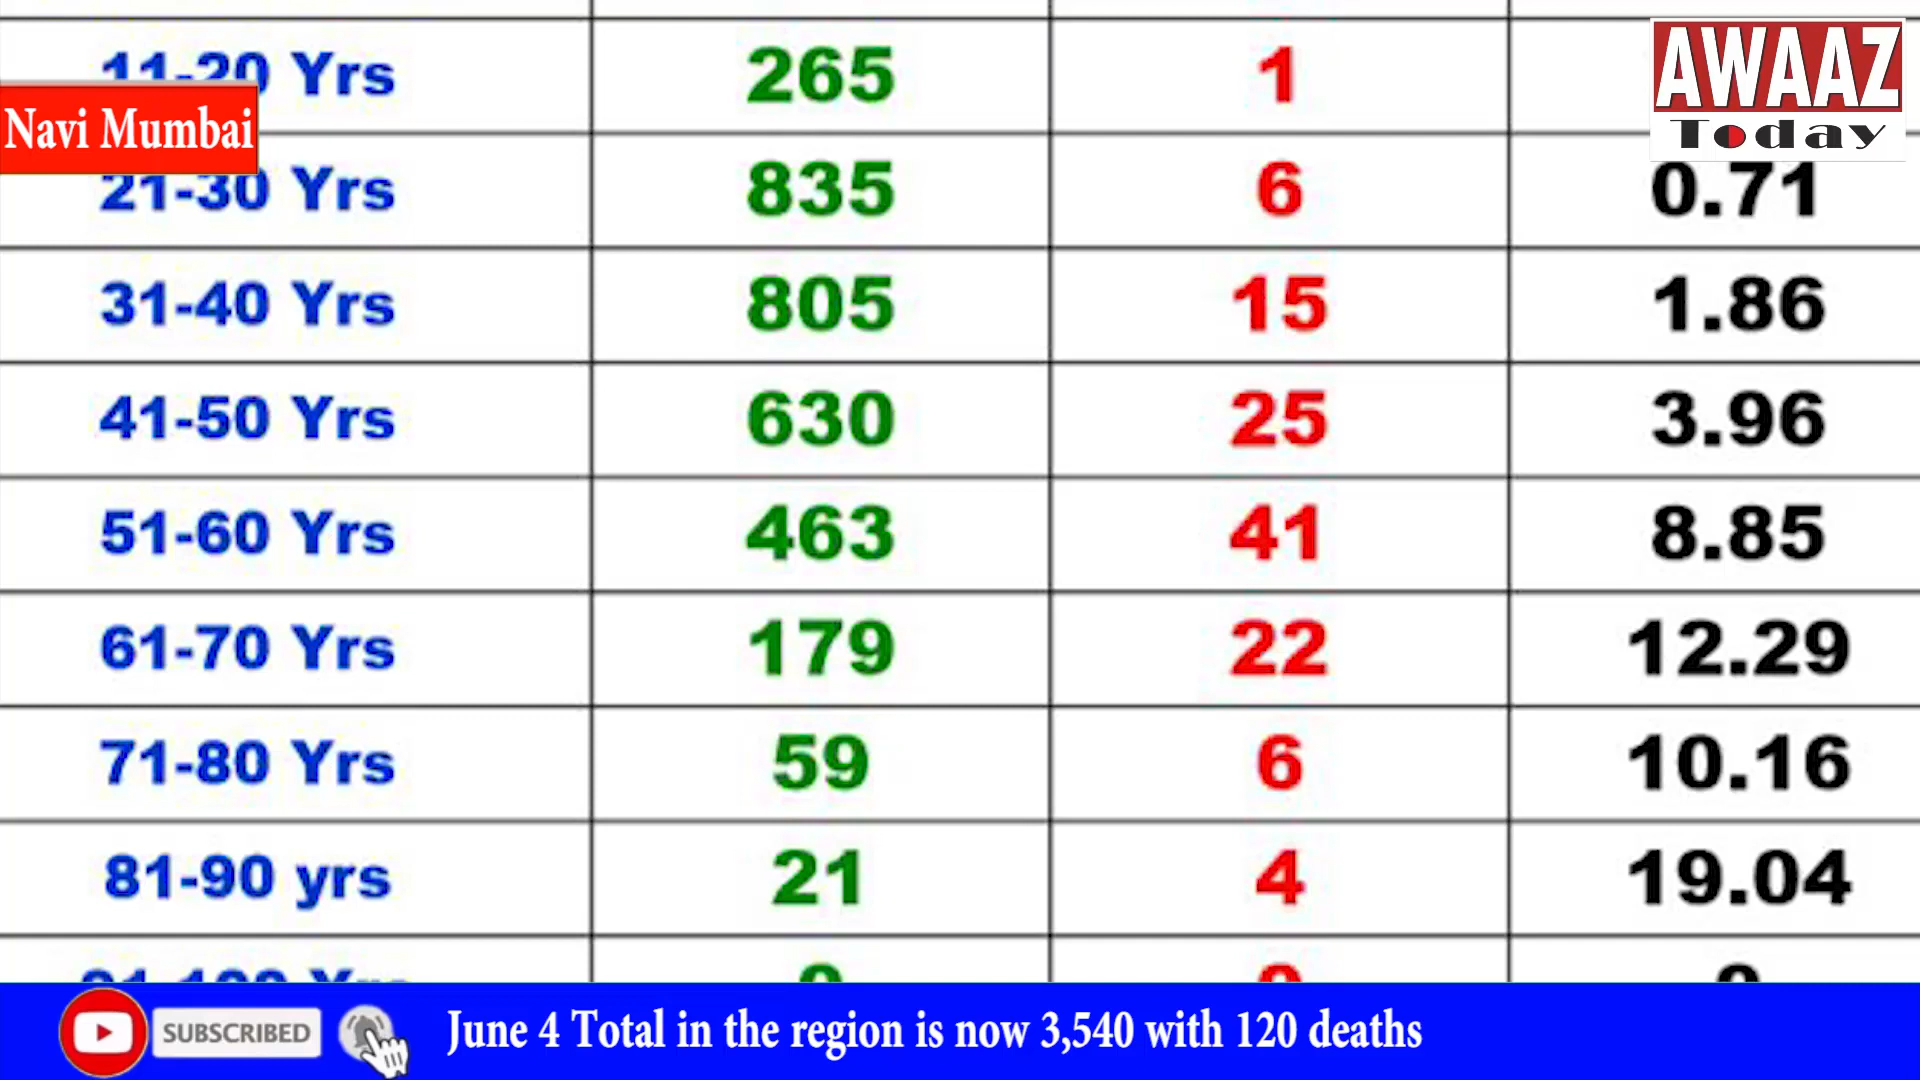 11-20 Yrs 265 1
AWAAZ
Today
Navi Mumbai
21-30 Yrs 835 6 0.71
31-40 Yrs 805 15 1.86
41-50 Yrs 630 25 3.96
51-60 Yrs 463 41 8.85
61-70 Yrs 179 22 12.29
71-80 Yrs 59 6 10.16
81-90 yrs 21 4 19.04
SUBSCRIBED
June 4 Total in the region is now 3,540 with 120 deaths